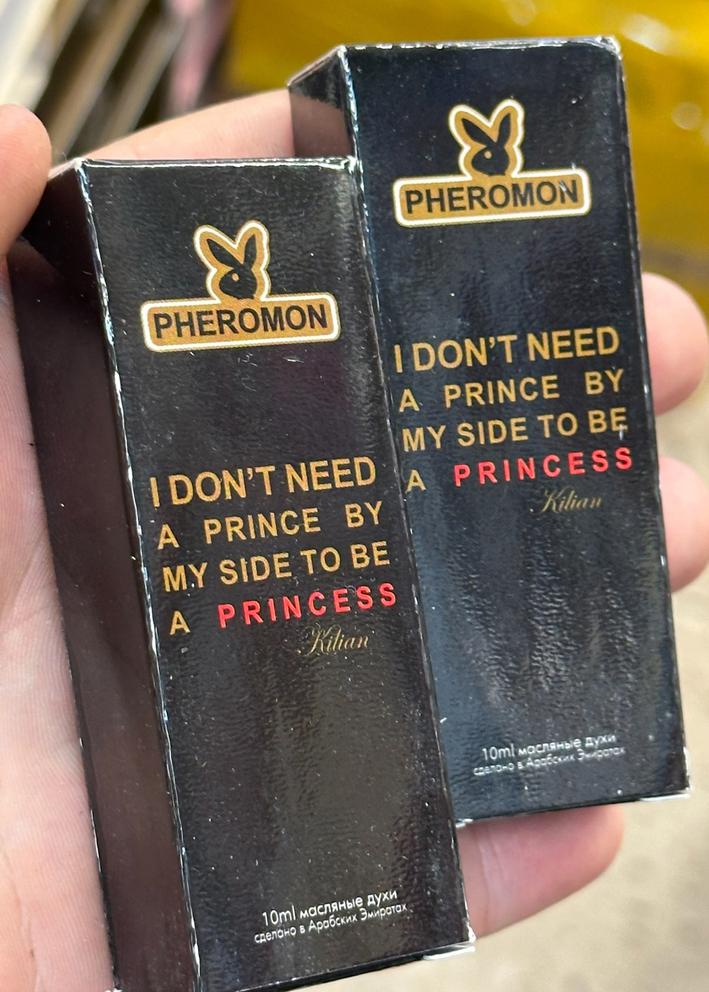 PHEROMON
I DON'T NEED
A PRINCE BY
MY SIDE TO BE
A PRINCESS
Kilian
10ml масляные духи
сделано в Арабских Эмиратах
PHEROMON
I DON'T NEED
A PRINCE BY
MY SIDE TO BE
A PRINCESS
Kilian
10ml масляные духи
сделано в Арабских Эмиратах